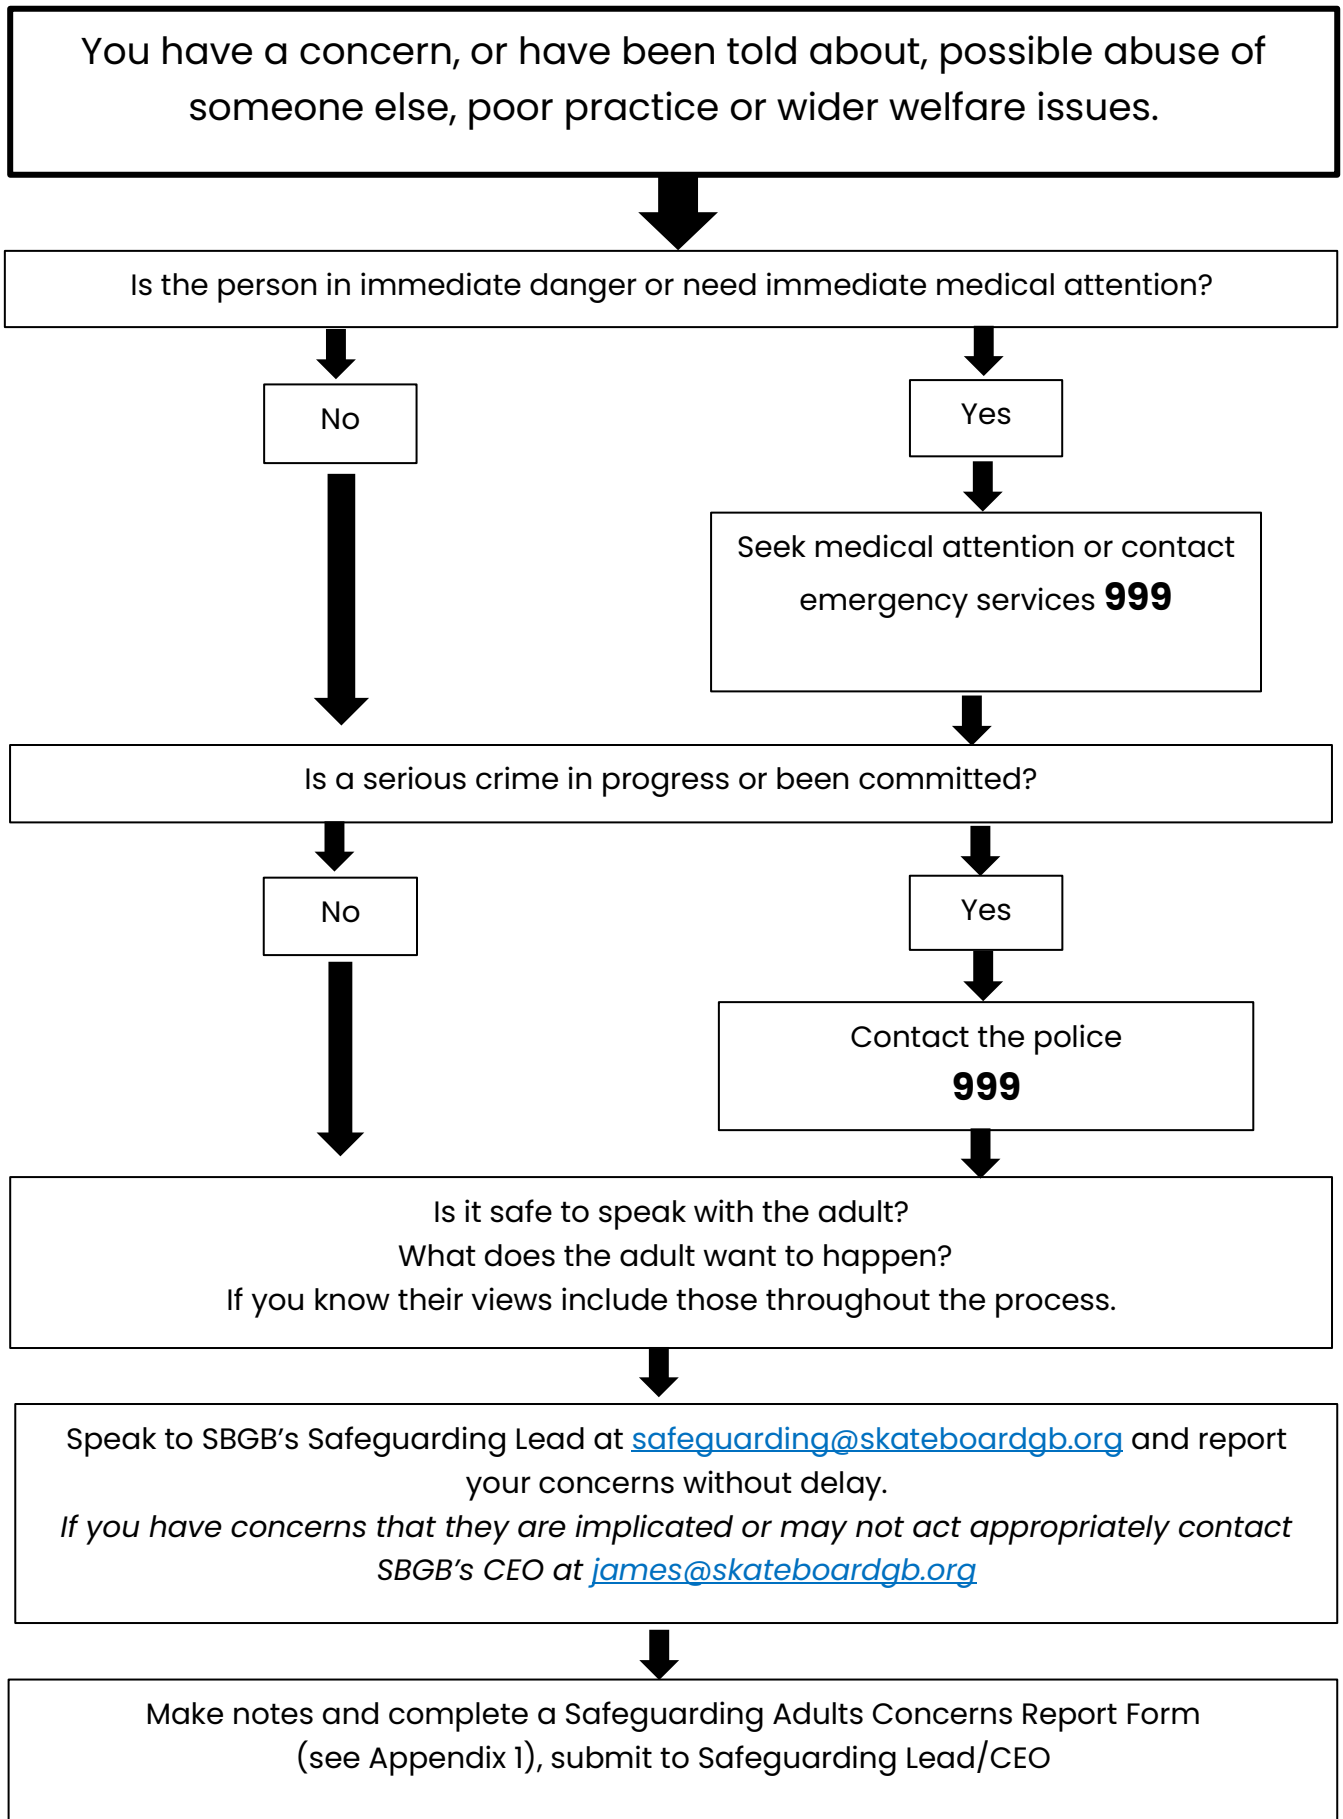 You have a concern, or have been told about, possible abuse of
someone else, poor practice or wider welfare issues.
Is the person in immediate danger or need immediate medical attention?
No
Yes
Seek medical attention or contact
emergency services 999
Is a serious crime in progress or been committed?
No
Yes
Contact the police
999
Is it safe to speak with the adult?
What does the adult want to happen?
If you know their views include those throughout the process.
Speak to SBGB’s Safeguarding Lead at safeguarding@skateboardgb.org and report
your concerns without delay.
If you have concerns that they are implicated or may not act appropriately contact
SBGB’s CEO at james@skateboardgb.org
Make notes and complete a Safeguarding Adults Concerns Report Form
(see Appendix 1), submit to Safeguarding Lead/CEO